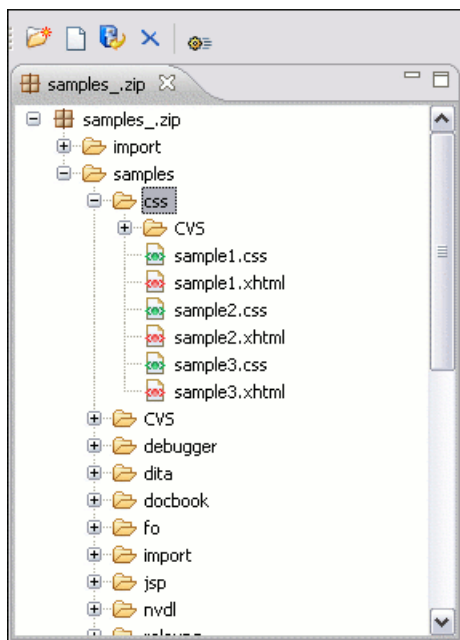 samples_.zip
samples_.zip
import
samples
css
CVS
sample1.css
sample1.xhtml
sample2.css
sample2.xhtml
sample3.css
sample3.xhtml
CVS
debugger
dita
docbook
fo
import
jsp
nvdl